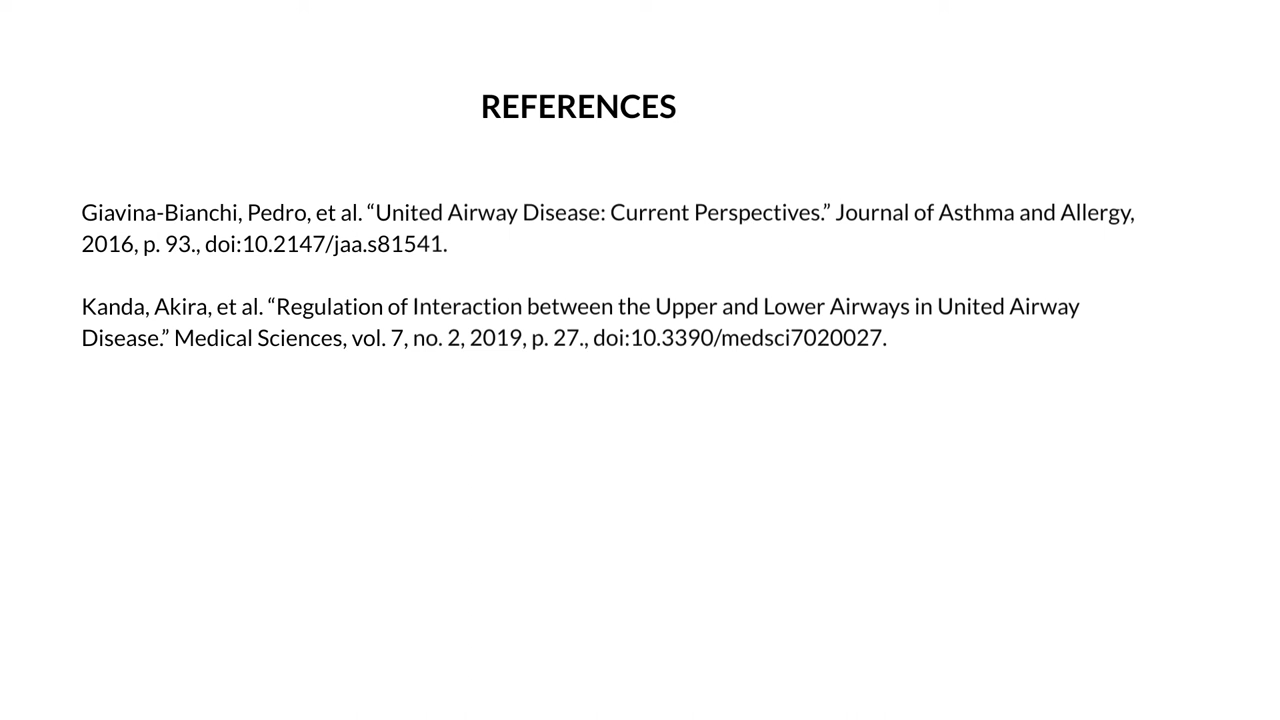 REFERENCES
Giavina-Bianchi, Pedro, et al. “United Airway Disease: Current Perspectives.” Journal of Asthma and Allergy,
2016, p. 93., doi:10.2147/jaa.s81541.
Kanda, Akira, et al. “Regulation of Interaction between the Upper and Lower Airways in United Airway
Disease.” Medical Sciences, vol. 7, no. 2, 2019, p. 27., doi:10.3390/medsci7020027.